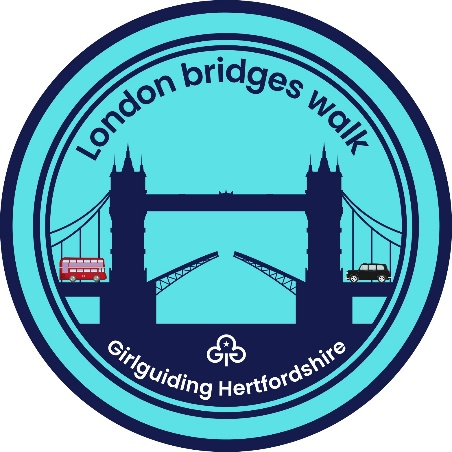 London bridges walk
Girlguiding Hertfordshire